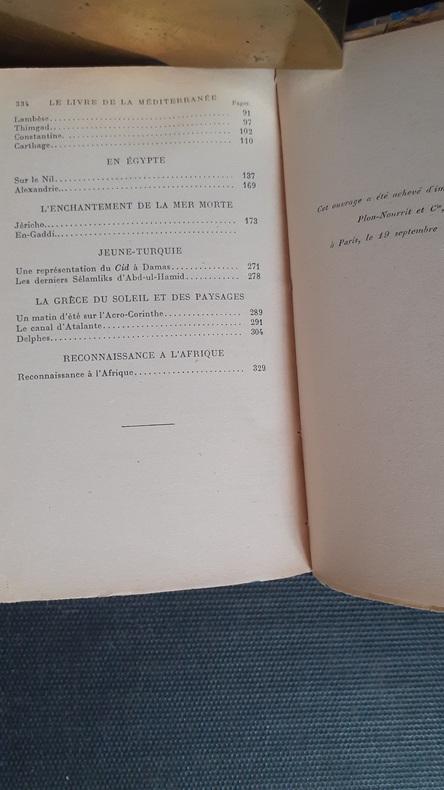 334 LE LIVRE DE LA MÉDITERRANÉE
Pages
Lambèse 91
Thimgad 97
Constantine 102
Carthage 110
EN ÉGYPTE
Sur le Nil 137
Alexandrie 169
L'ENCHANTEMENT DE LA MER MORTE
Jéricho 173
En-Gaddi
JEUNE-TURQUIE
Une représentation du Cid à Damas 271
Les derniers Sélamliks d'Abd-ul-Hamid 278
LA GRÈCE DU SOLEIL ET DES PAYSAGES
Un matin d'été sur l'Acro-Corinthe 289
Le canal d'Atalante 291
Delphes 304
RECONNAISSANCE A L'AFRIQUE
Reconnaissance à l'Afrique 329
Cet ouvrage a été achevé d'im
Plon-Nourrit et Cie,
à Paris, le 19 septembre